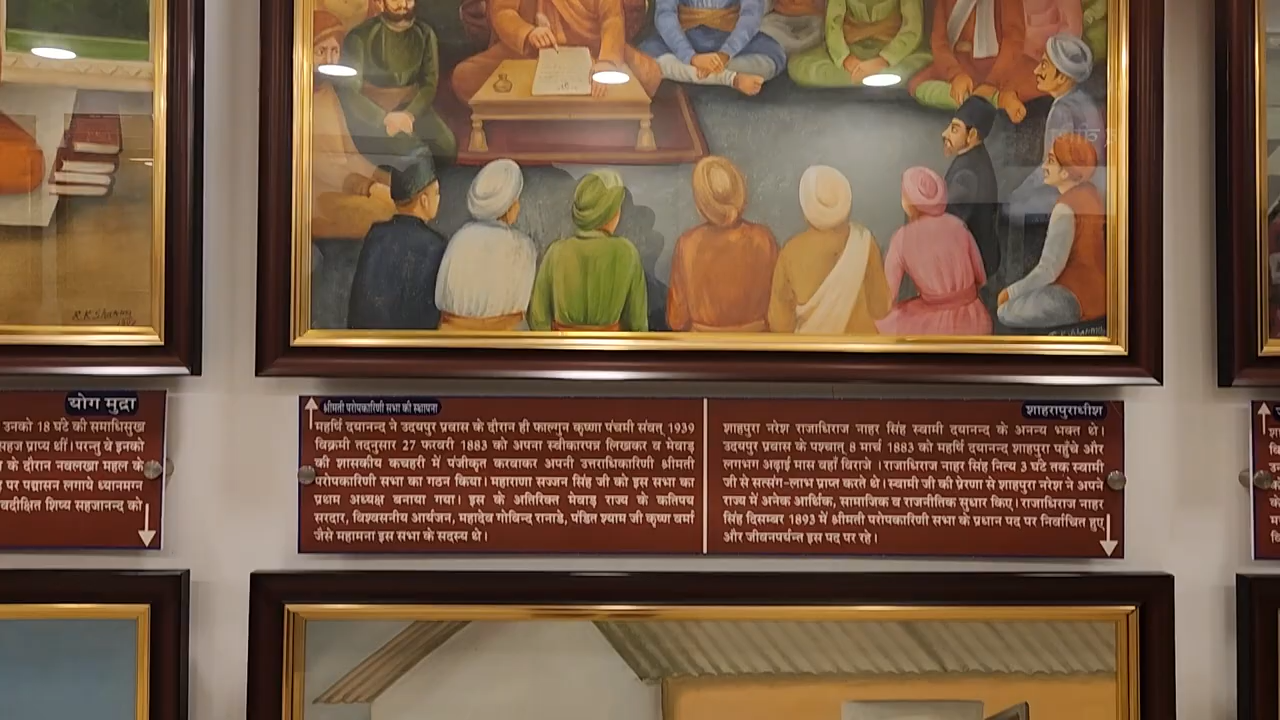 योग मुद्रा
उनको 18 घंटे की समाधिसुख
सहज प्राप्य थीं। परन्तु वे इनको
के दौरान नवलखा महल के
पर पद्मासन लगाये ध्यानमग्न
वदीक्षित शिष्य सहजानन्द को
श्रीमती परोपकारिणी सभा की स्थापना
महर्षि दयानन्द ने उदयपुर प्रवास के दौरान ही फाल्गुन कृष्णा पंचमी संवत् 1939
विक्रमी तदनुसार 27 फरवरी 1883 को अपना स्वीकारपत्र लिखकर व मेवाड़
की शासकीय कचहरी में पंजीकृत करवाकर अपनी उत्तराधिकारिणी श्रीमती
परोपकारिणी सभा का गठन किया। महाराणा सज्जन सिंह जी को इस सभा का
प्रथम अध्यक्ष बनाया गया। इस के अतिरिक्त मेवाड़ राज्य के कतिपय
सरदार, विश्वसनीय आर्यजन, महादेव गोविन्द रानाडे, पंडित श्याम जी कृष्ण वर्मा
जैसे महामना इस सभा के सदस्य थे।
शाहपुराधीश
शाहपुरा नरेश राजाधिराज नाहर सिंह स्वामी दयानन्द के अनन्य भक्त थे।
उदयपुर प्रवास के पश्चात् 8 मार्च 1883 को महर्षि दयानन्द शाहपुरा पहुँचे और
लगभग अढ़ाई मास वहाँ विराजे । राजाधिराज नाहर सिंह नित्य 3 घंटे तक स्वामी
जी से सत्संग-लाभ प्राप्त करते थे। स्वामी जी की प्रेरणा से शाहपुरा नरेश ने अपने
राज्य में अनेक आर्थिक, सामाजिक व राजनीतिक सुधार किए। राजाधिराज नाहर
सिंह दिसम्बर 1893 में श्रीमती परोपकारिणी सभा के प्रधान पद पर निर्वाचित हुए
और जीवनपर्यन्त इस पद पर रहे।